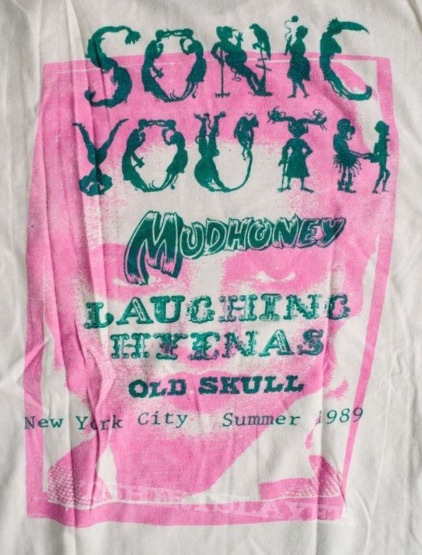 SONIC
YOUTH
MUDHONEY
LAUGHING
HYENAS
OLD SKULL
New York City Summer 1989